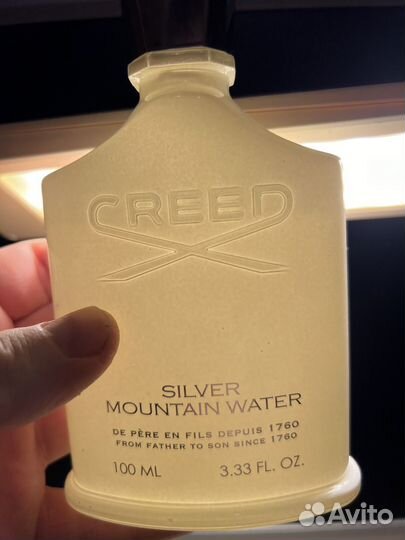 CREED
SILVER
MOUNTAIN WATER
DE PÈRE EN FILS DEPUIS 1760
FROM FATHER TO SON SINCE 1760
100 ML 3.33 FL. OZ.
Avito